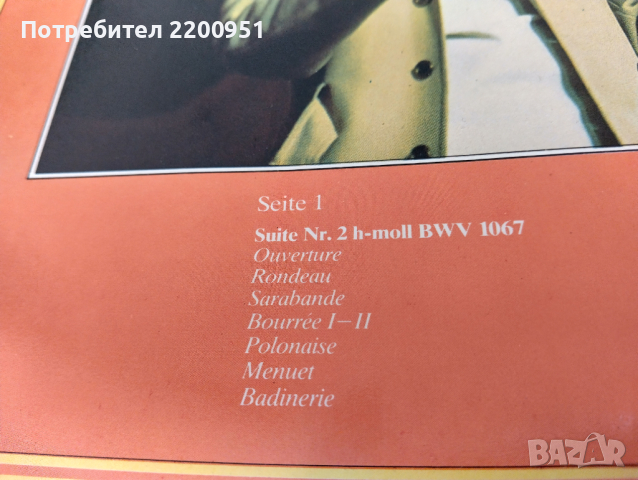 Потребител 2200951
Seite 1
Suite Nr. 2 h-moll BWV 1067
Ouverture
Rondeau
Sarabande
Bourrée I–II
Polonaise
Menuet
Badinerie
BAZAR